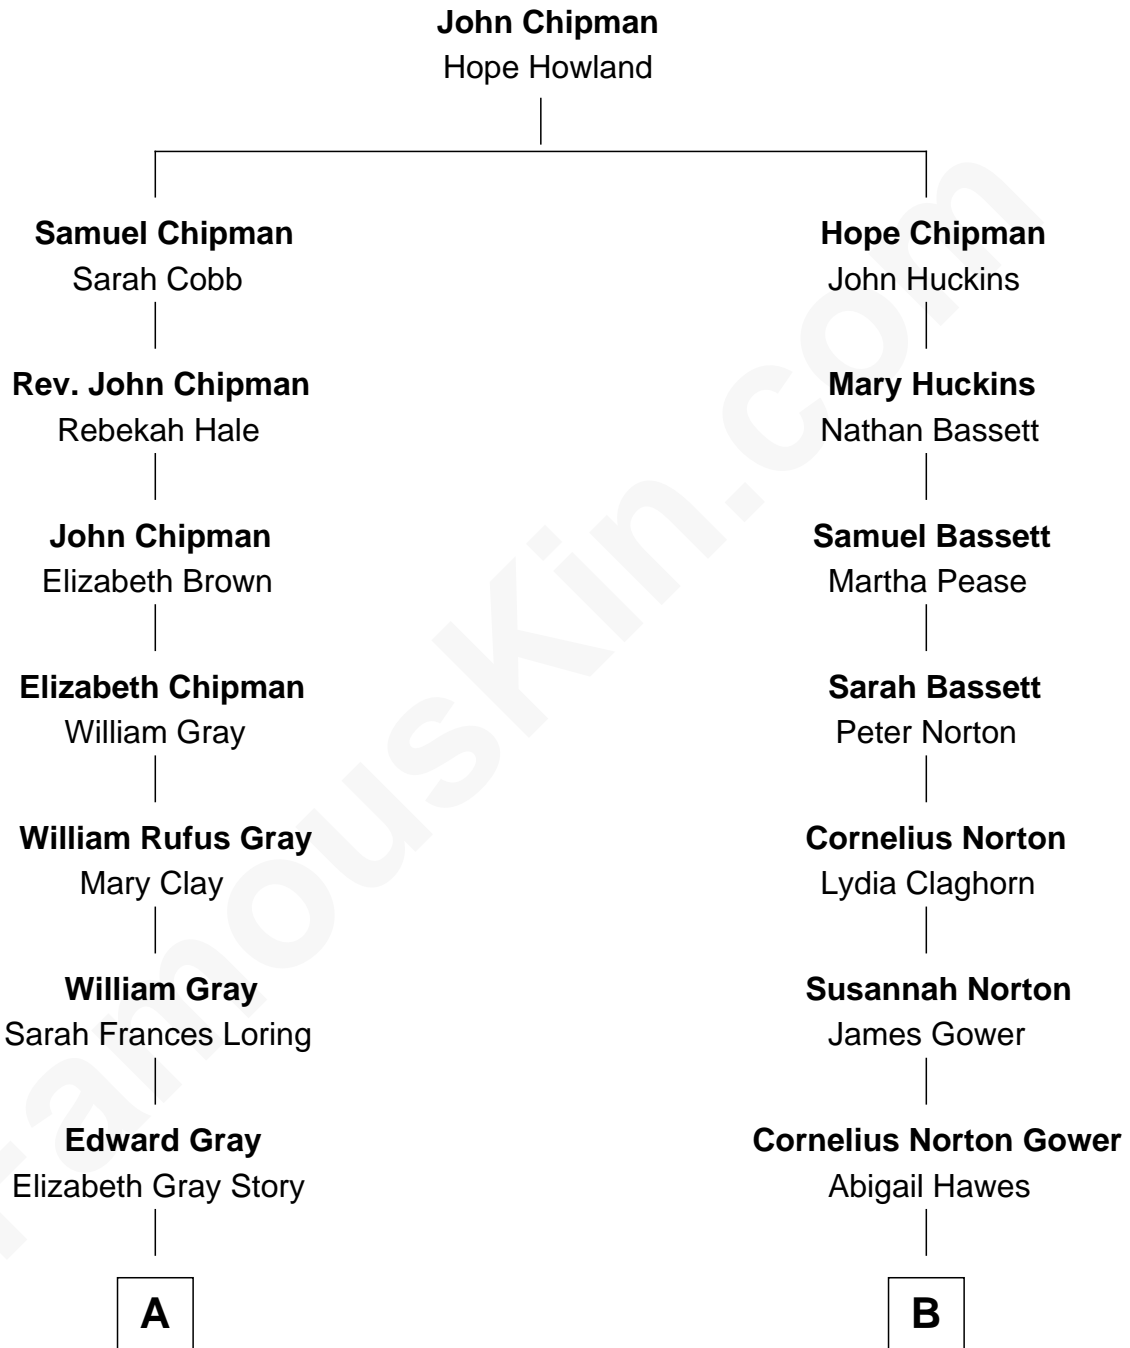 John Chipman
Hope Howland
Samuel Chipman
Sarah Cobb
Hope Chipman
John Huckins
Rev. John Chipman
Rebekah Hale
Mary Huckins
Nathan Bassett
John Chipman
Elizabeth Brown
Samuel Bassett
Martha Pease
Elizabeth Chipman
William Gray
Sarah Bassett
Peter Norton
William Rufus Gray
Mary Clay
Cornelius Norton
Lydia Claghorn
William Gray
Sarah Frances Loring
Susannah Norton
James Gower
Edward Gray
Elizabeth Gray Story
Cornelius Norton Gower
Abigail Hawes
A
B
FamousKin.com